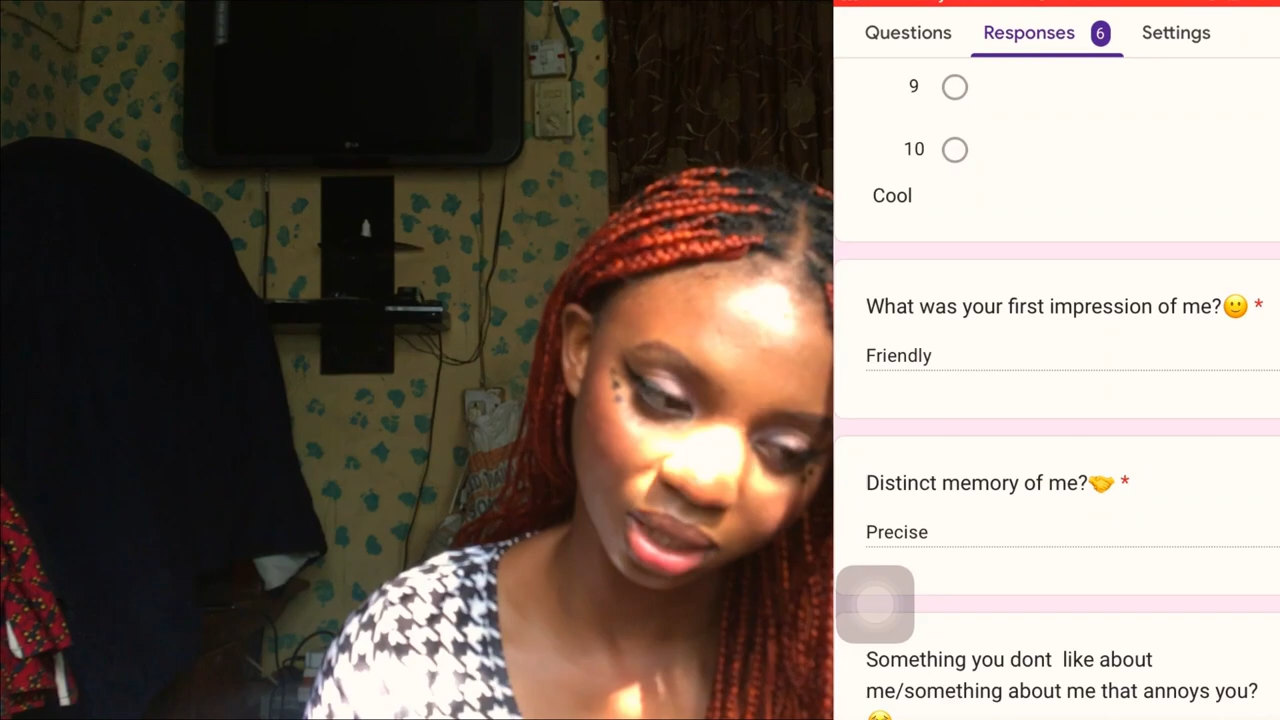 Questions
Responses 6
Settings
9
10
Cool
What was your first impression of me?🙂 *
Friendly
Distinct memory of me?🤝 *
Precise
Something you dont  like about
me/something about me that annoys you?
LG